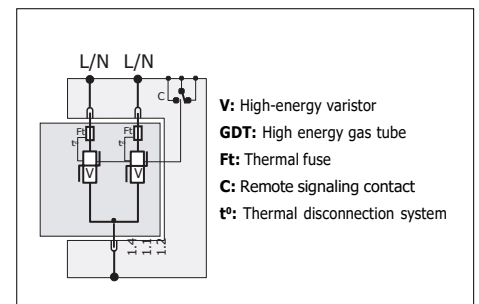 L/N L/N
C
Ft Ft
t° t°
V V
1.4
1.1
1.2
V: High-energy varistor
GDT: High energy gas tube
Ft: Thermal fuse
C: Remote signaling contact
t⁰: Thermal disconnection system